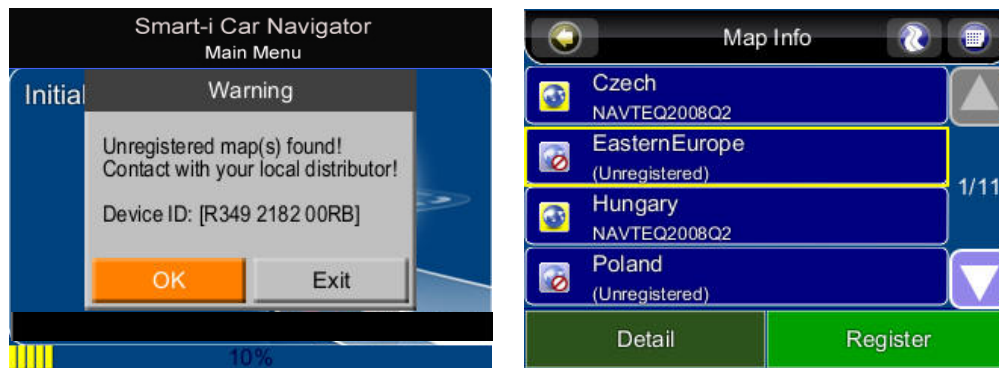 Smart-i Car Navigator
Main Menu
Initial
Warning
Unregistered map(s) found!
Contact with your local distributor!
Device ID: [R349 2182 00RB]
OK
Exit
10%
Map Info
Czech
NAVTEQ2008Q2
EasternEurope
(Unregistered)
1/11
Hungary
NAVTEQ2008Q2
Poland
(Unregistered)
Detail
Register